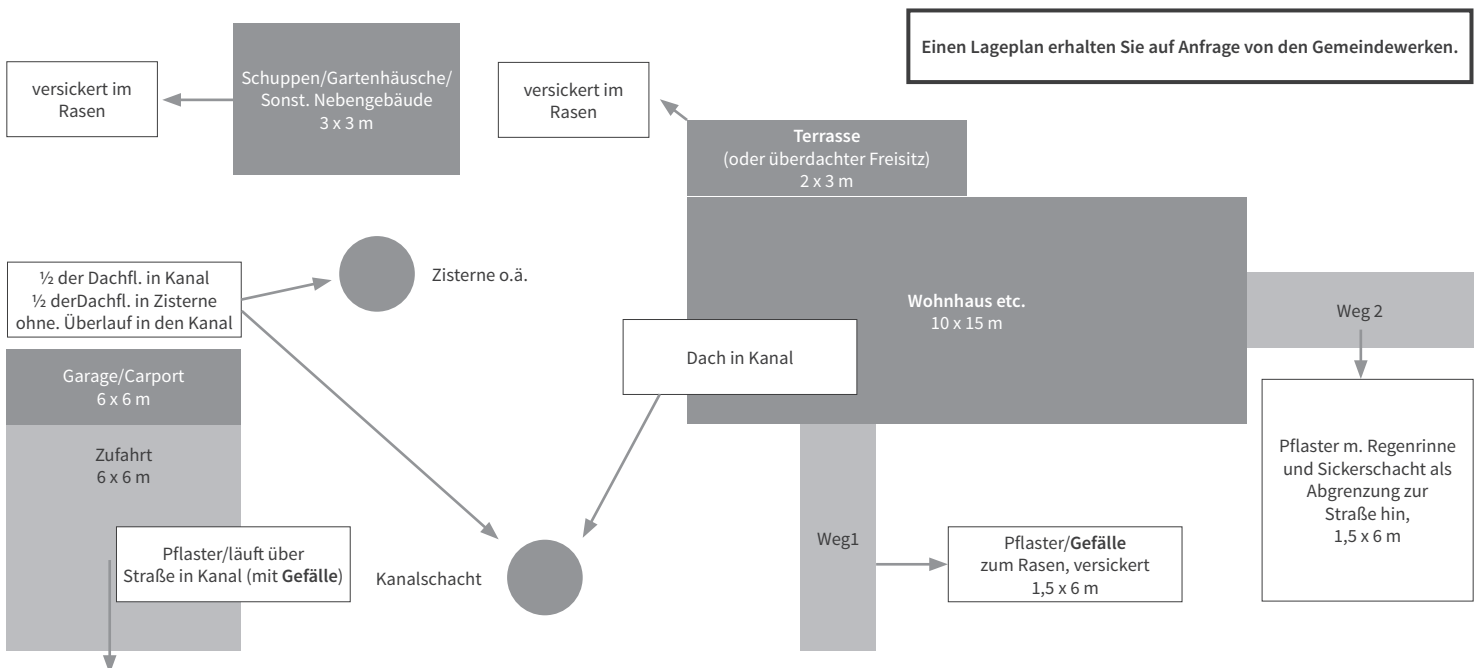 Einen Lageplan erhalten Sie auf Anfrage von den Gemeindewerken.
versickert im
Rasen
Schuppen/Gartenhäusche/
Sonst. Nebengebäude
3 x 3 m
versickert im
Rasen
Terrasse
(oder überdachter Freisitz)
2 x 3 m
½ der Dachfl. in Kanal
½ derDachfl. in Zisterne
ohne. Überlauf in den Kanal
Zisterne o.ä.
Wohnhaus etc.
10 x 15 m
Weg 2
Dach in Kanal
Garage/Carport
6 x 6 m
Zufahrt
6 x 6 m
Pflaster m. Regenrinne
und Sickerschacht als
Abgrenzung zur
Straße hin,
1,5 x 6 m
Pflaster/läuft über
Straße in Kanal (mit Gefälle)
Kanalschacht
Weg1
Pflaster/Gefälle
zum Rasen, versickert
1,5 x 6 m